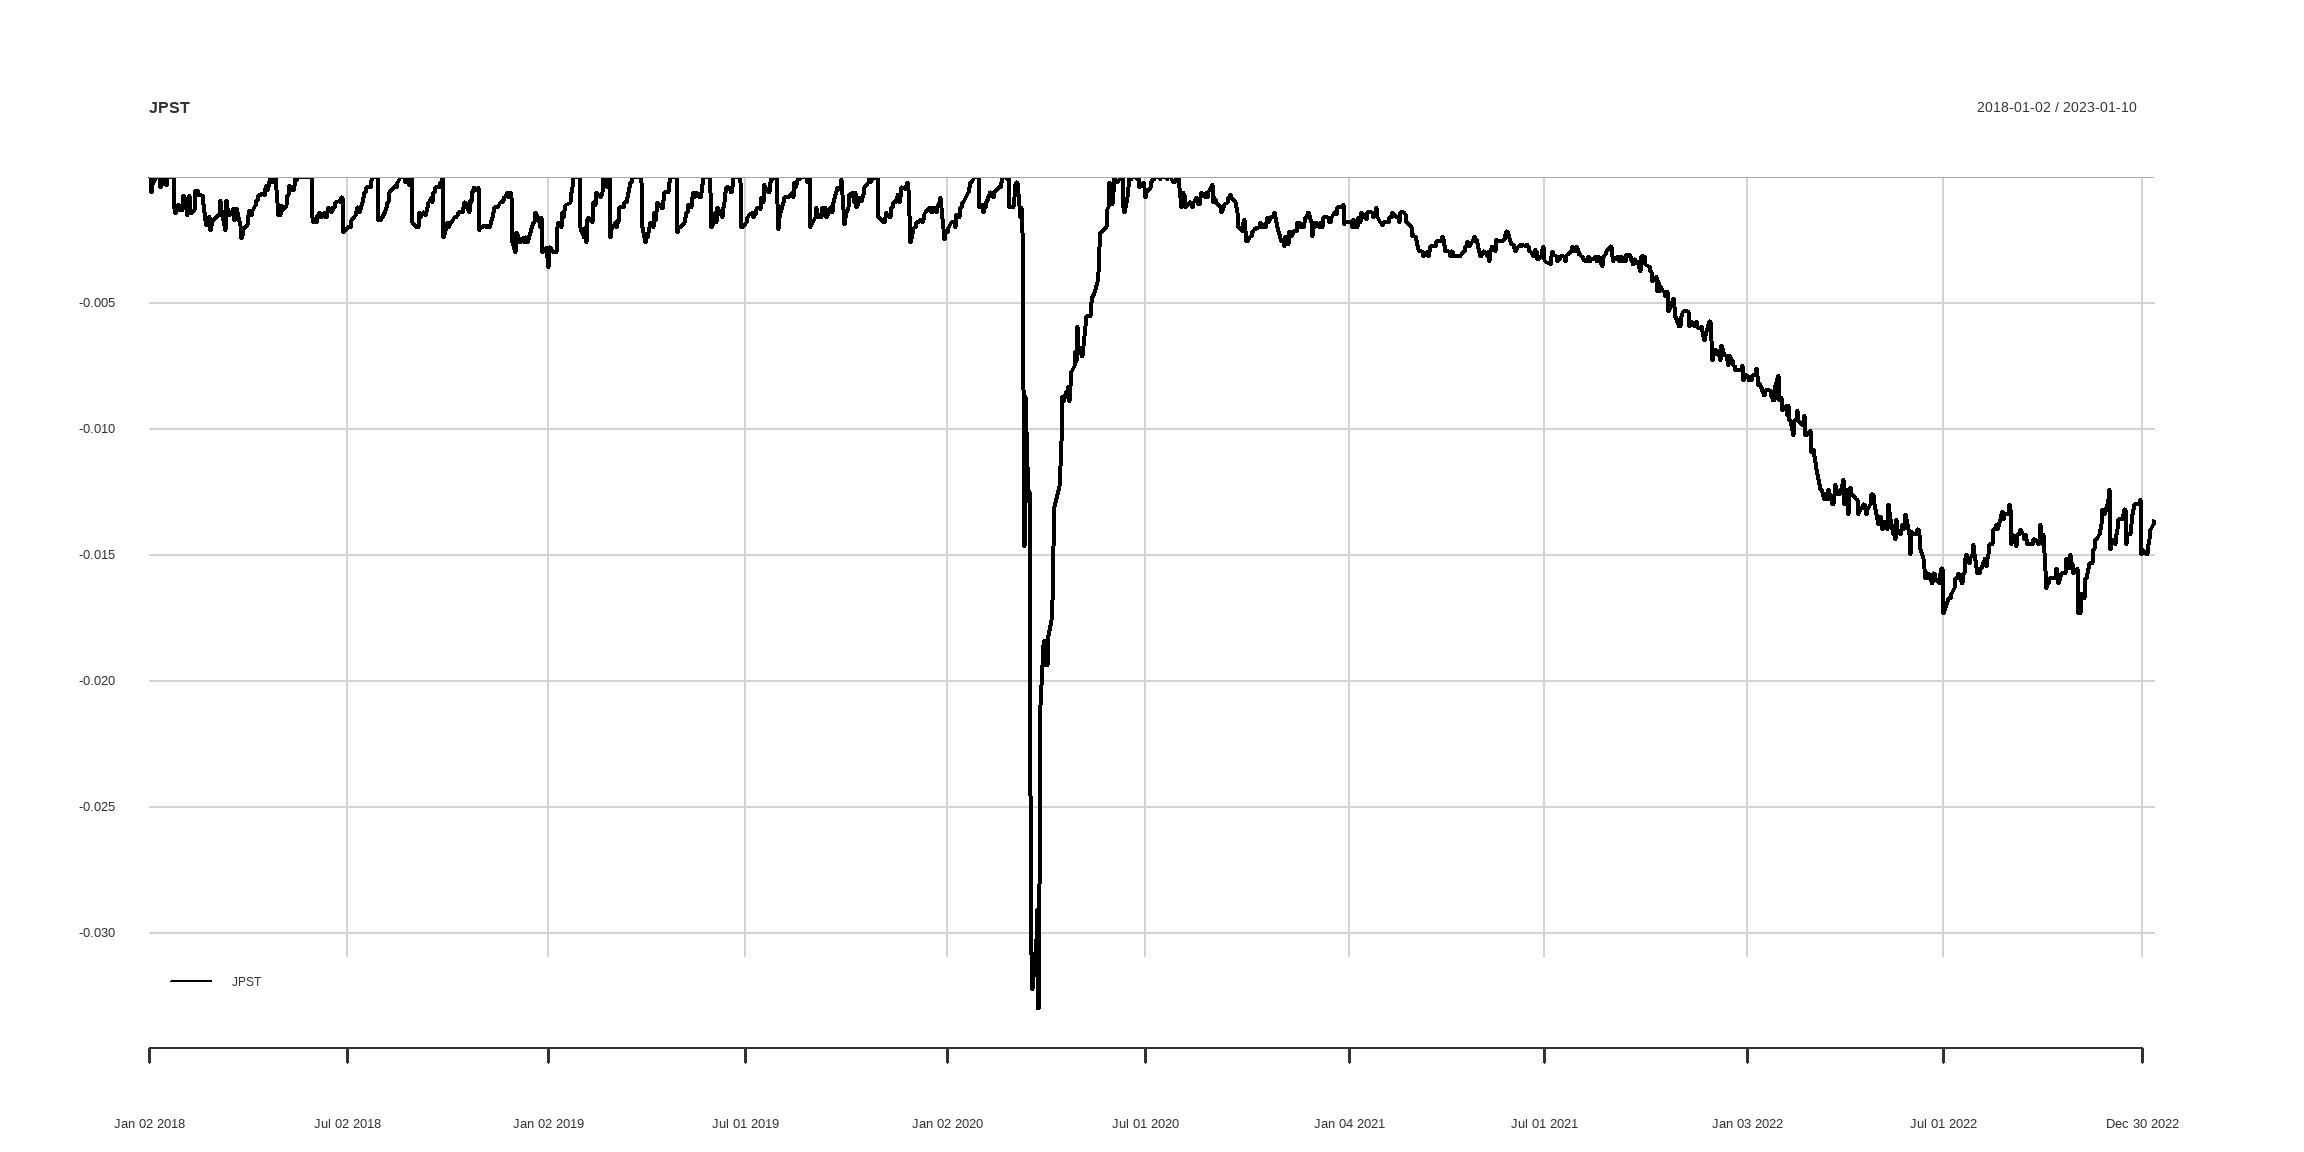 JPST
2018-01-02 / 2023-01-10
-0.005
-0.010
-0.015
-0.020
-0.025
-0.030
JPST
Jan 02 2018
Jul 02 2018
Jan 02 2019
Jul 01 2019
Jan 02 2020
Jul 01 2020
Jan 04 2021
Jul 01 2021
Jan 03 2022
Jul 01 2022
Dec 30 2022